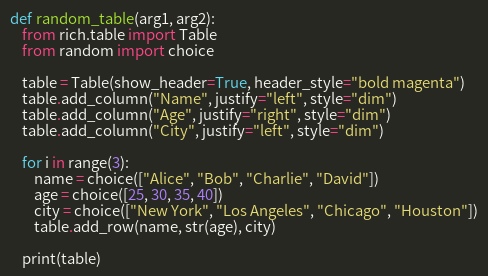 def random_table(arg1, arg2):
    from rich.table import Table
    from random import choice

    table = Table(show_header=True, header_style="bold magenta")
    table.add_column("Name", justify="left", style="dim")
    table.add_column("Age", justify="right", style="dim")
    table.add_column("City", justify="left", style="dim")

    for i in range(3):
        name = choice(["Alice", "Bob", "Charlie", "David"])
        age = choice([25, 30, 35, 40])
        city = choice(["New York", "Los Angeles", "Chicago", "Houston"])
        table.add_row(name, str(age), city)

    print(table)